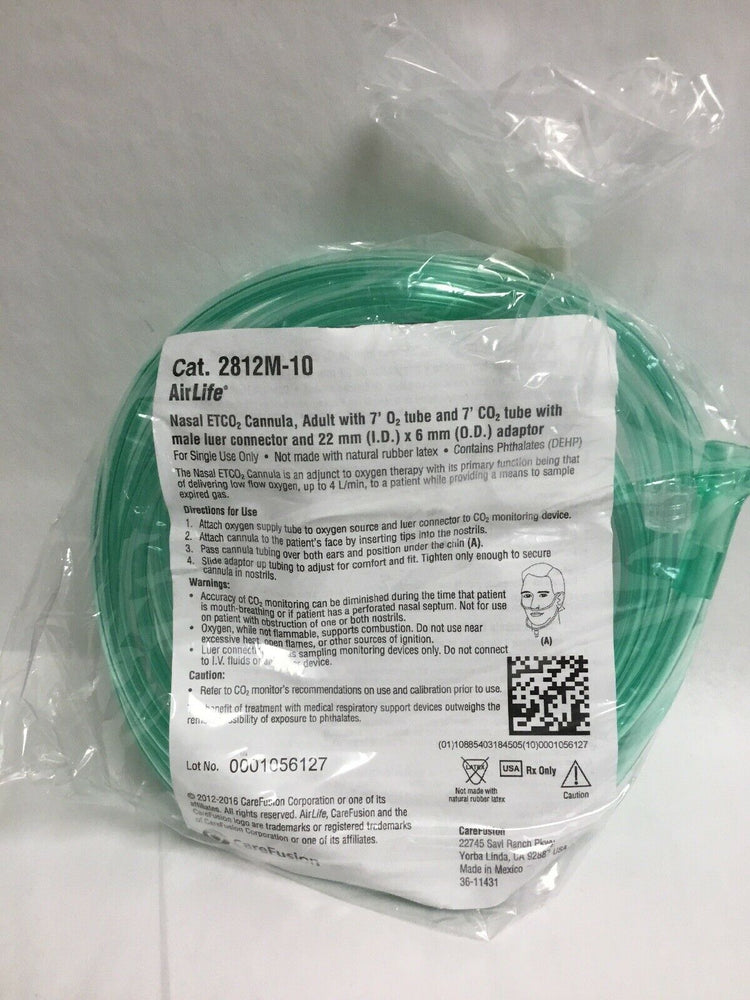 Cat. 2812M-10
AirLife®
Nasal ETCO₂ Cannula, Adult with 7' O₂ tube and 7' CO₂ tube with
male luer connector and 22 mm (I.D.) x 6 mm (O.D.) adaptor
For Single Use Only • Not made with natural rubber latex • Contains Phthalates (DEHP)
The Nasal ETCO₂ Cannula is an adjunct to oxygen therapy with its primary function being that
of delivering low flow oxygen, up to 4 L/min, to a patient while providing a means to sample
expired gas.
Directions for Use
1. Attach oxygen supply tube to oxygen source and luer connector to CO₂ monitoring device.
2. Attach cannula to the patient's face by inserting tips into the nostrils.
3. Pass cannula tubing over both ears and position under the chin (A).
4. Slide adaptor up tubing to adjust for comfort and fit. Tighten only enough to secure
cannula in nostrils.
Warnings:
• Accuracy of CO₂ monitoring can be diminished during the time that patient
is mouth-breathing or if patient has a perforated nasal septum. Not for use
on patient with obstruction of one or both nostrils.
• Oxygen, while not flammable, supports combustion. Do not use near
excessive heat, open flames, or other sources of ignition.
• Luer sampling monitoring devices only. Do not connect
to I.V. fluids or device.
(A)
Caution:
• Refer to CO₂ monitor's recommendations on use and calibration prior to use.
benefit of treatment with medical respiratory support devices outweighs the
of exposure to phthalates.
(01)10885403184505(10)0001056127
Lot No. 0001056127
LATEX
Not made with
natural rubber latex
USA Rx Only
Caution
© 2012-2016 CareFusion Corporation or one of its
affiliates. All rights reserved. AirLife, CareFusion and the
CareFusion logo are trademarks or registered trademarks
of CareFusion Corporation or one of its affiliates.
CareFusion
CareFusion
22745 Savi Ranch Pkwy
Yorba Linda, CA USA
Made in Mexico
36-11431